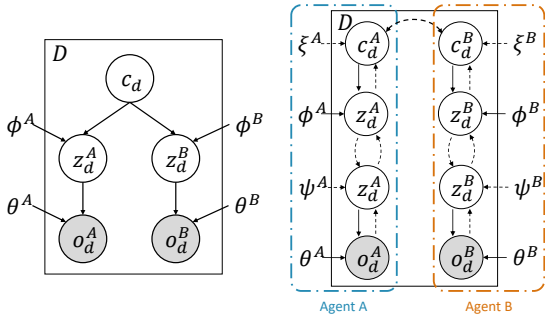 D
c_d
ϕ^A ϕ^B
z_d^A z_d^B
θ^A θ^B
o_d^A o_d^B
D
ξ^A c_d^A c_d^B ξ^B
ϕ^A z_d^A z_d^B ϕ^B
ψ^A z_d^A z_d^B ψ^B
θ^A o_d^A o_d^B θ^B
Agent A Agent B